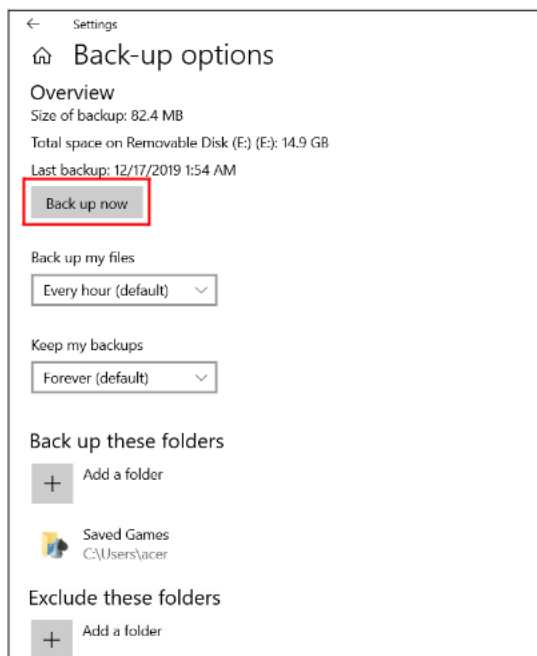 Settings
Back-up options
Overview
Size of backup: 82.4 MB
Total space on Removable Disk (E:) (E:): 14.9 GB
Last backup: 12/17/2019 1:54 AM
Back up now
Back up my files
Every hour (default)
Keep my backups
Forever (default)
Back up these folders
Add a folder
Saved Games
C:\Users\acer
Exclude these folders
Add a folder